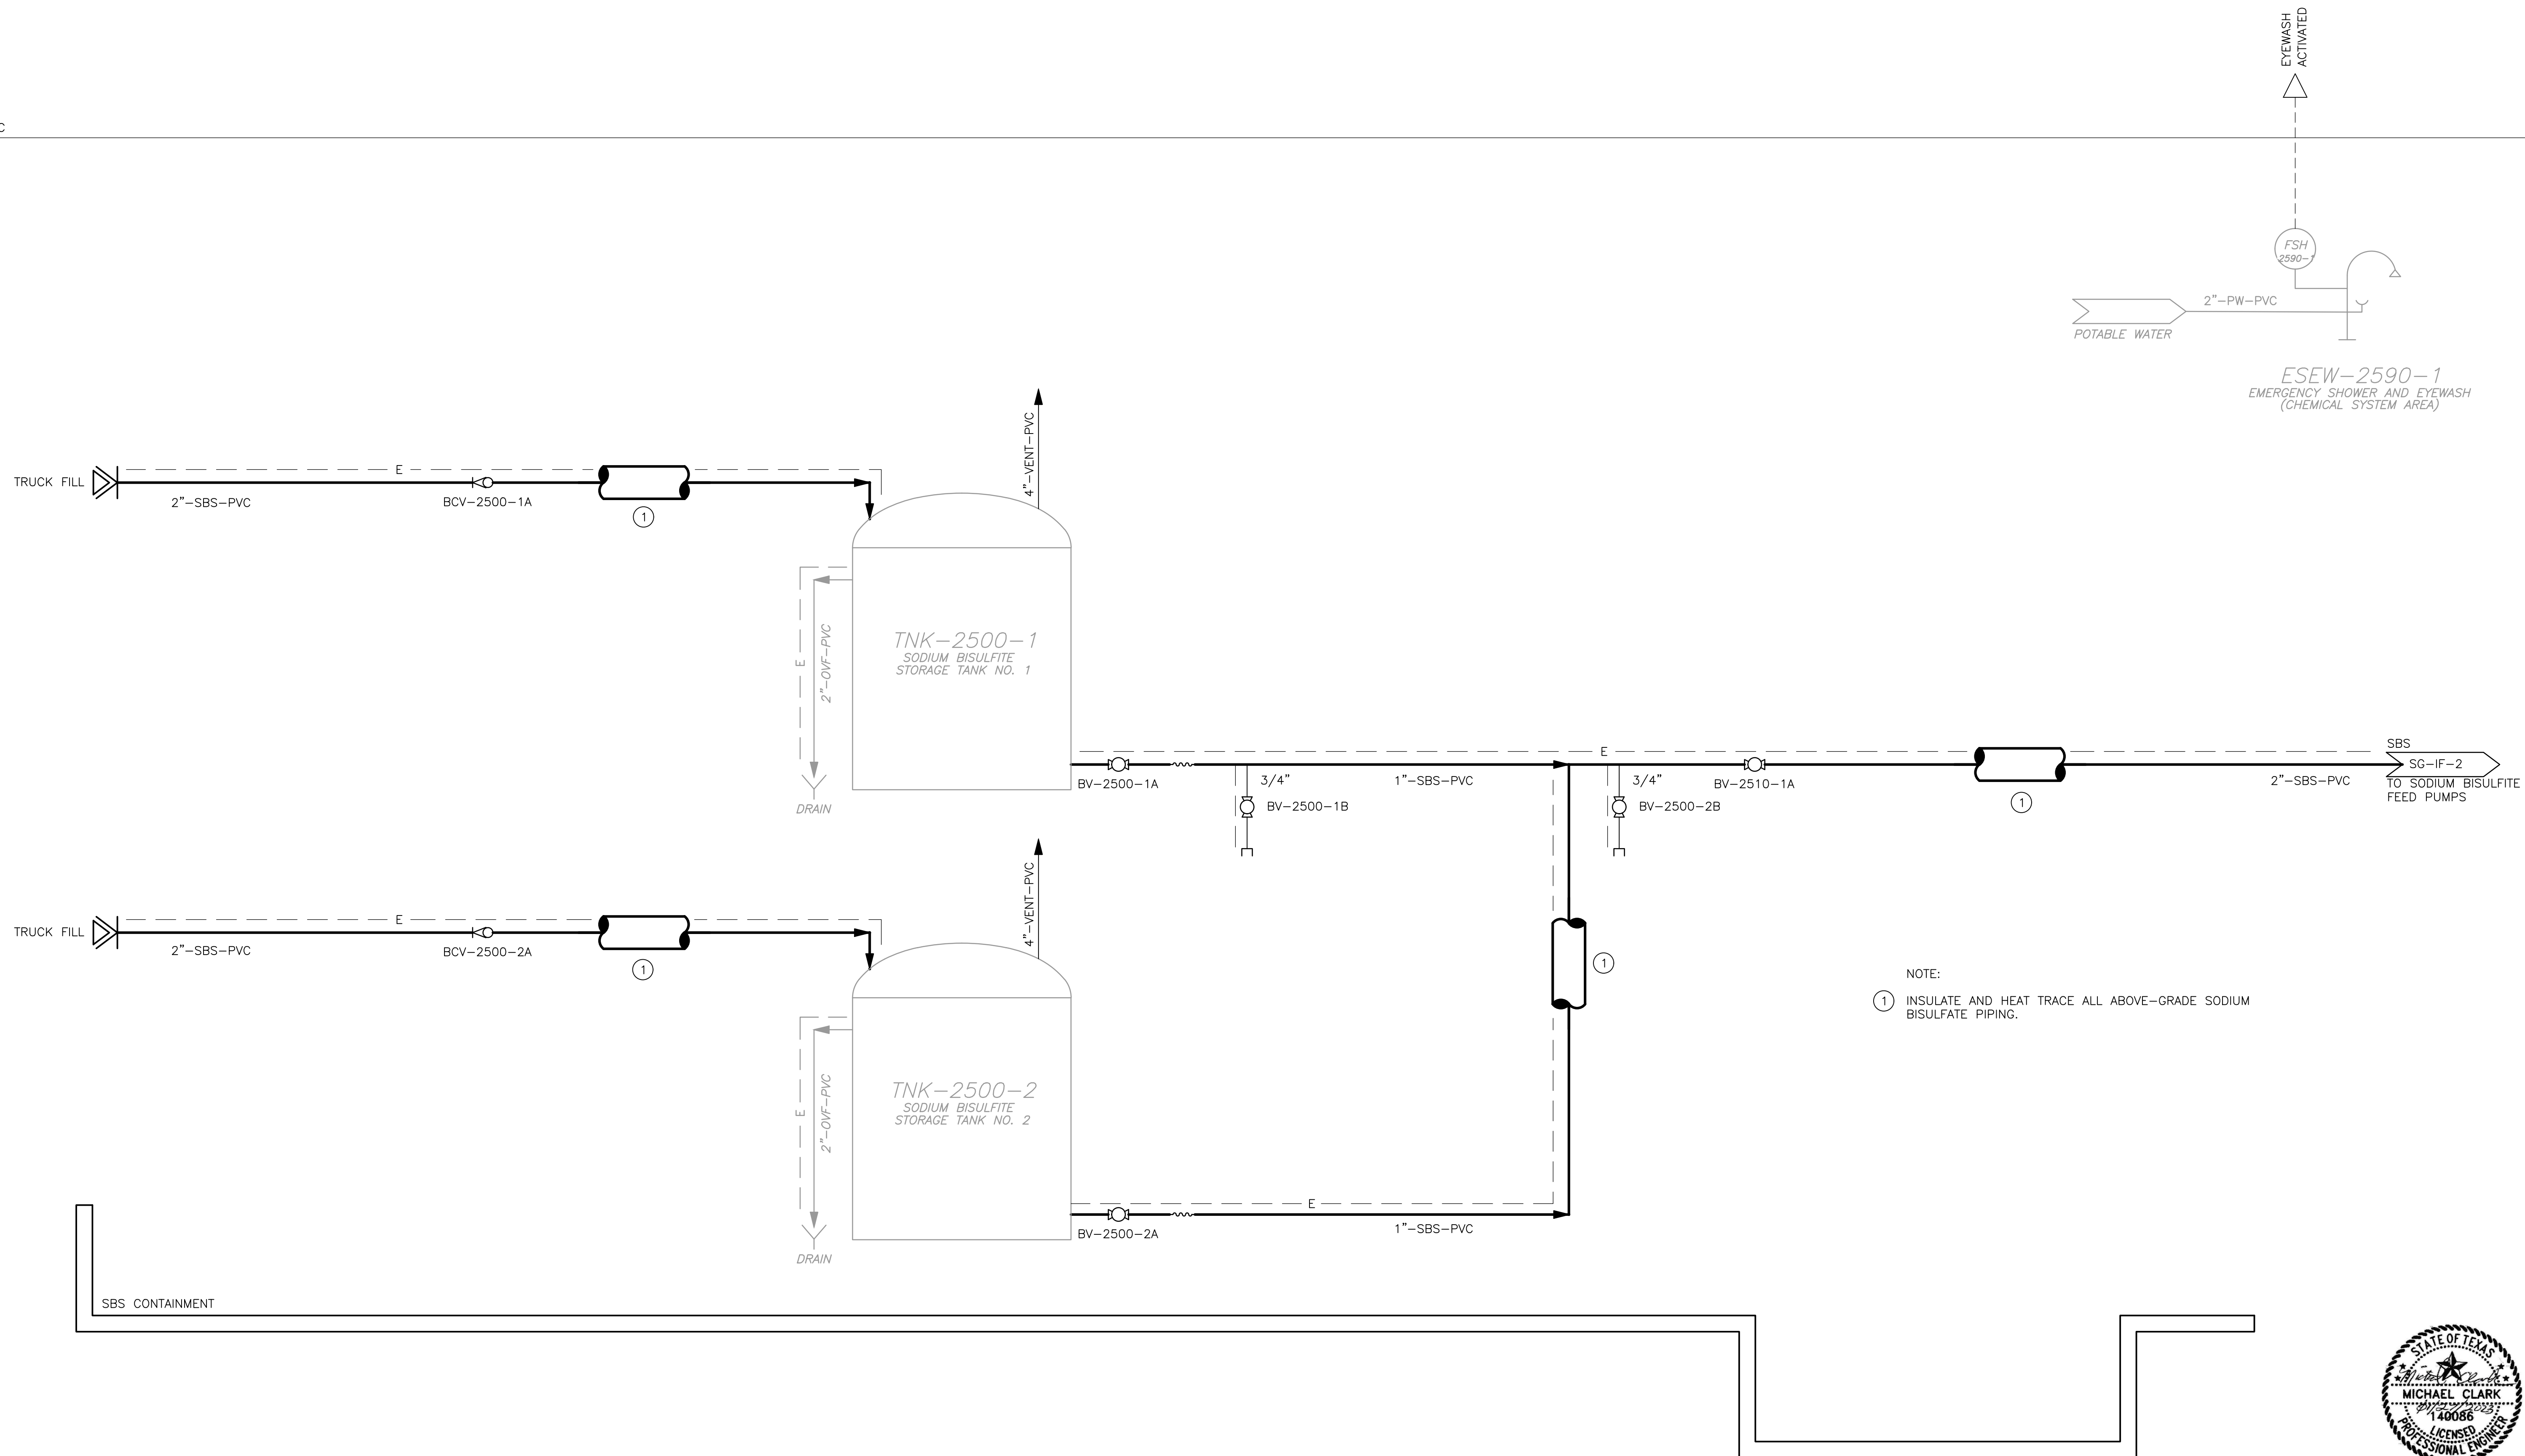 EYEWASH
ACTIVATED
C
FSH
2590-1
2"-PW-PVC
POTABLE WATER
ESEW-2590-1
EMERGENCY SHOWER AND EYEWASH
(CHEMICAL SYSTEM AREA)
4"-VENT-PVC
TRUCK FILL
E
2"-SBS-PVC
BCV-2500-1A
1
E
2"-OVF-PVC
TNK-2500-1
SODIUM BISULFITE
STORAGE TANK NO. 1
DRAIN
BV-2500-1A
3/4"
BV-2500-1B
1"-SBS-PVC
E
3/4"
BV-2500-2B
BV-2510-1A
1
2"-SBS-PVC
SBS
SG-IF-2
TO SODIUM BISULFITE
FEED PUMPS
4"-VENT-PVC
TRUCK FILL
E
2"-SBS-PVC
BCV-2500-2A
1
1
NOTE:
1 INSULATE AND HEAT TRACE ALL ABOVE-GRADE SODIUM
BISULFATE PIPING.
E
2"-OVF-PVC
TNK-2500-2
SODIUM BISULFITE
STORAGE TANK NO. 2
DRAIN
BV-2500-2A
E
1"-SBS-PVC
SBS CONTAINMENT
STATE OF TEXAS
MICHAEL CLARK
140086
LICENSED
PROFESSIONAL ENGINEER